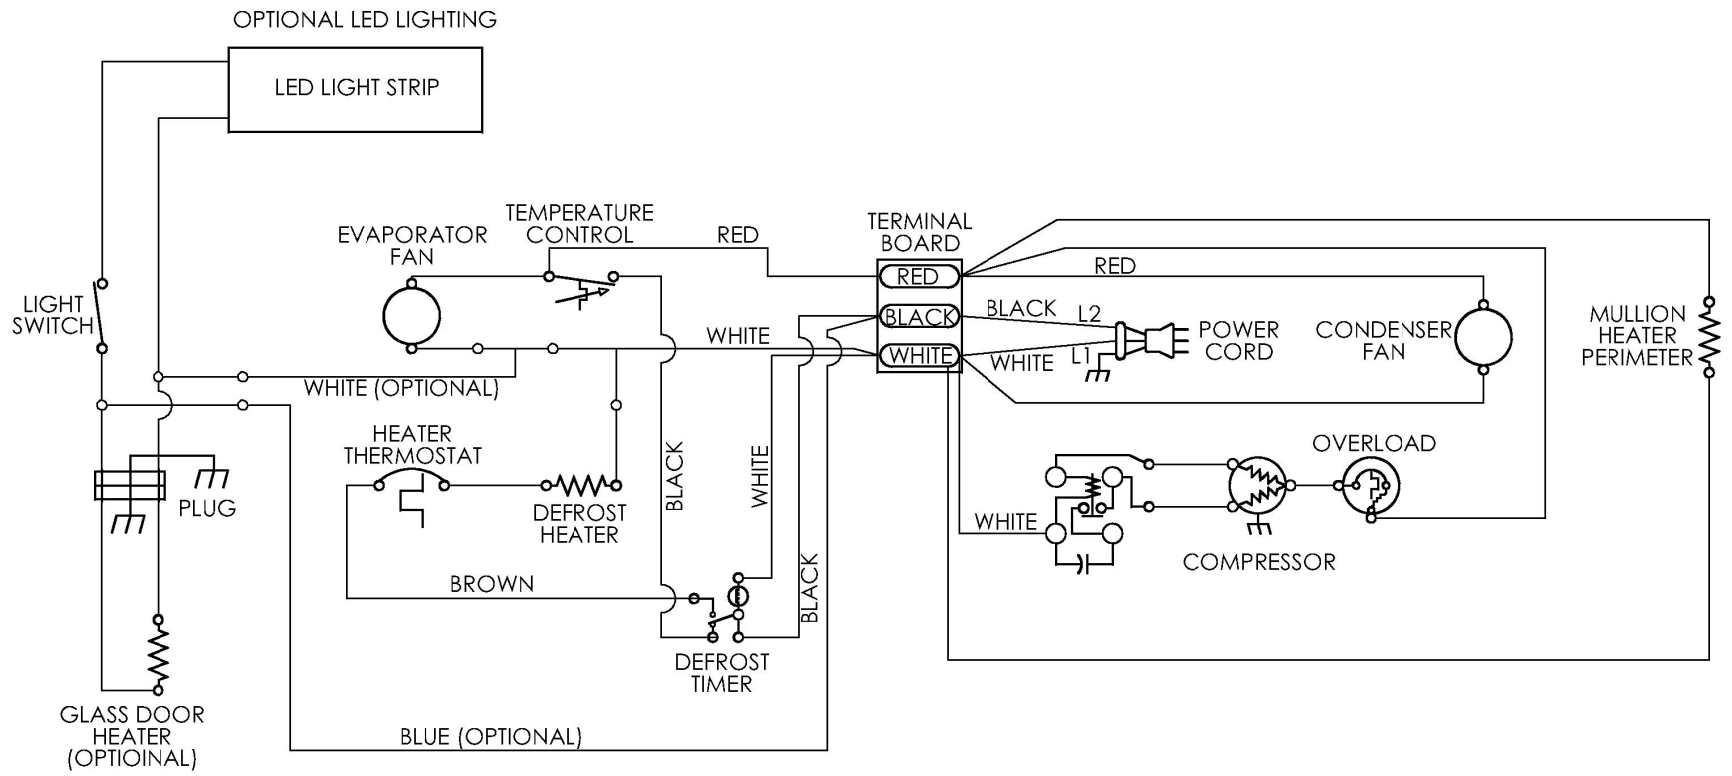 OPTIONAL LED LIGHTING
LED LIGHT STRIP
TEMPERATURE
CONTROL
EVAPORATOR
FAN
RED
TERMINAL
BOARD
RED
RED
LIGHT
SWITCH
BLACK
BLACK
L2
WHITE
WHITE
WHITE
L1
POWER
CORD
CONDENSER
FAN
MULLION
HEATER
PERIMETER
WHITE (OPTIONAL)
HEATER
THERMOSTAT
OVERLOAD
BLACK
WHITE
PLUG
DEFROST
HEATER
WHITE
COMPRESSOR
BROWN
BLACK
DEFROST
TIMER
GLASS DOOR
HEATER
(OPTIOINAL)
BLUE (OPTIONAL)